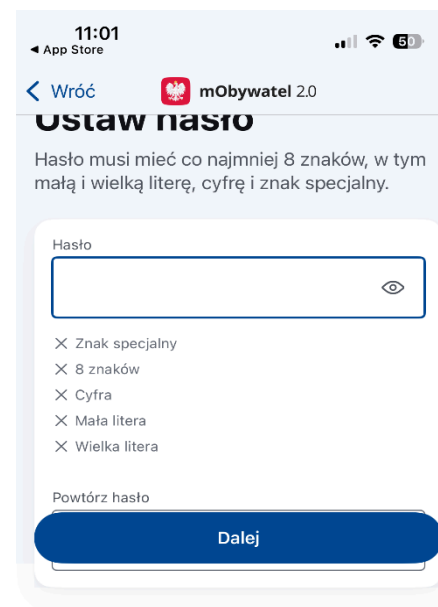 11:01
◀ App Store
50
Wróć
mObywatel 2.0
Ustaw hasło
Hasło musi mieć co najmniej 8 znaków, w tym
małą i wielką literę, cyfrę i znak specjalny.
Hasło
Znak specjalny
8 znaków
Cyfra
Mała litera
Wielka litera
Powtórz hasło
Dalej